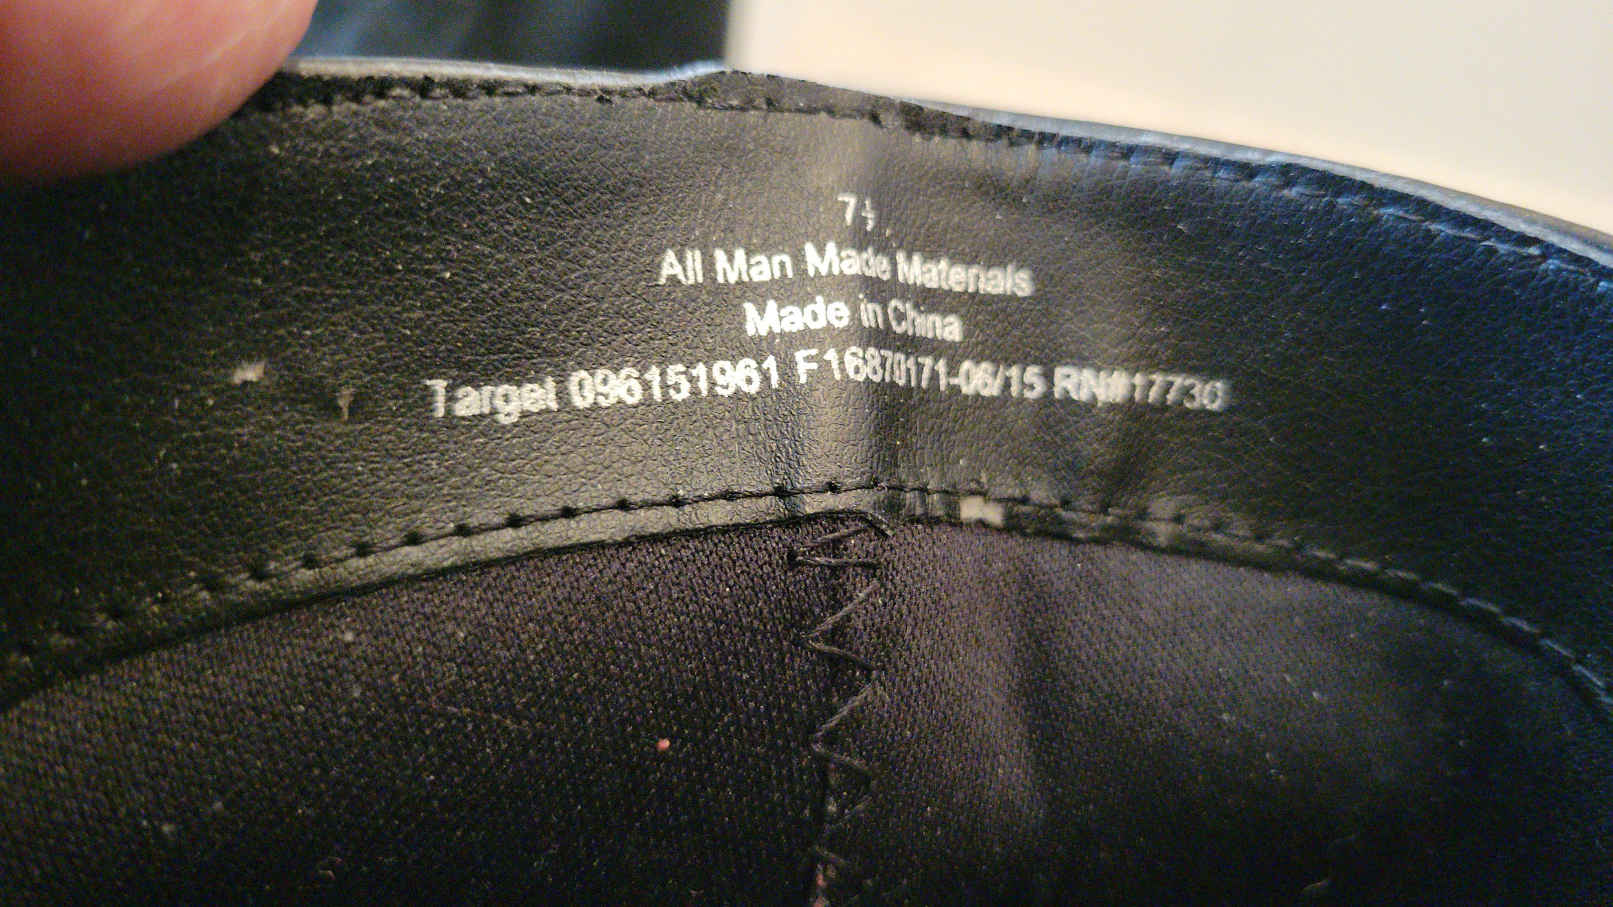 7½
All Man Made Materials
Made in China
Target 096151961 F16870171-06/15 RN#17730